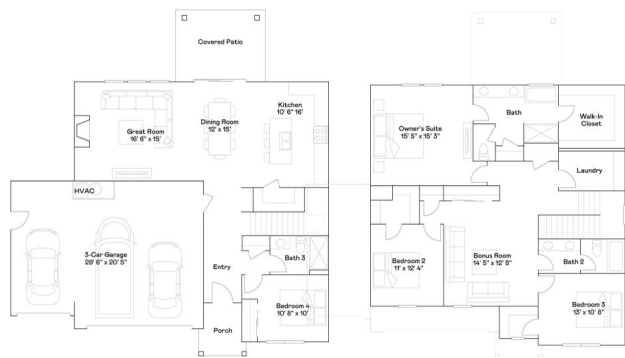 Covered Patio
Great Room
16' 6" x 15'
Dining Room
12' x 15'
Kitchen
10' 6" 16'
HVAC
3-Car Garage
29' 6" x 20' 5"
Entry
Bath 3
Bedroom 4
10' 8" x 10'
Porch
Owner's Suite
15' 5" x 15' 3"
Bath
Walk-In
Closet
Laundry
Bedroom 2
11' x 12' 4"
Bonus Room
14' 5" x 12' 8"
Bath 2
Bedroom 3
13' x 10' 8"